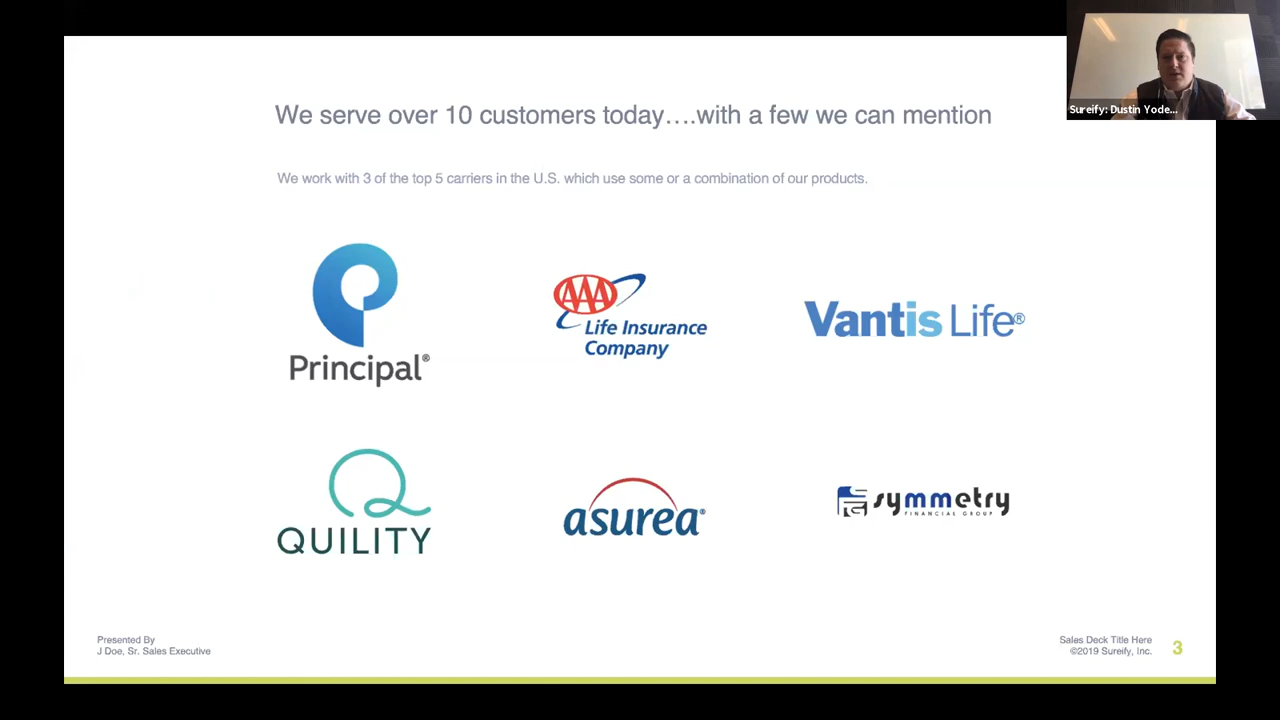 Sureify: Dustin Yode...
We serve over 10 customers today....with a few we can mention
We work with 3 of the top 5 carriers in the U.S. which use some or a combination of our products.
Principal®
AAA
Life Insurance
Company
Vantis Life®
QUILITY
asurea®
SFG
symmetry
FINANCIAL GROUP
Presented By
J Doe, Sr. Sales Executive
Sales Deck Title Here
©2019 Sureify, Inc.
3